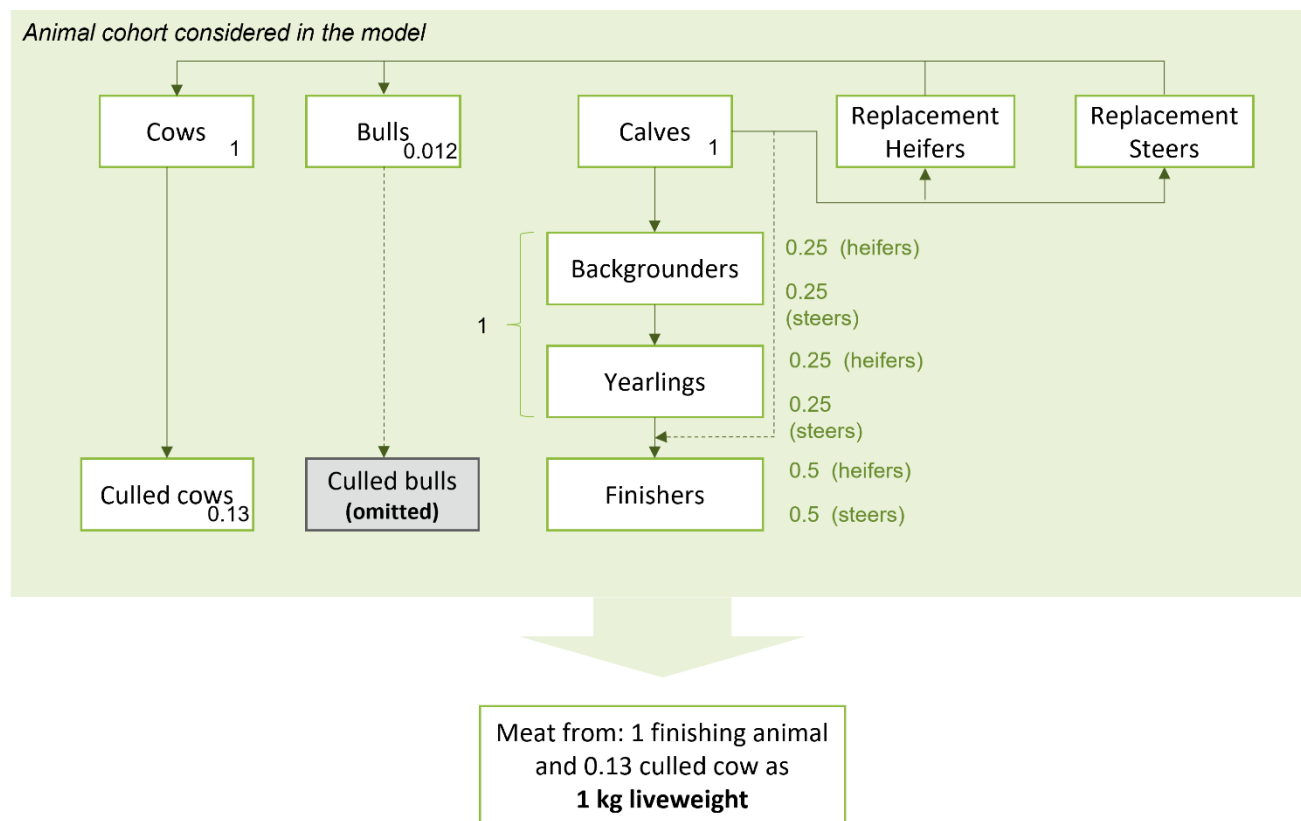 Animal cohort considered in the model
Cows
1
Bulls
0.012
Calves
1
Replacement
Heifers
Replacement
Steers
Backgrounders
0.25 (heifers)
0.25
(steers)
1
Yearlings
0.25 (heifers)
0.25
(steers)
Culled cows
0.13
Culled bulls
(omitted)
Finishers
0.5 (heifers)
0.5 (steers)
Meat from: 1 finishing animal
and 0.13 culled cow as
1 kg liveweight